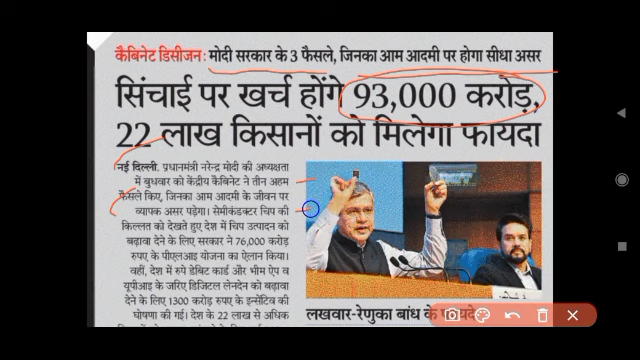 कैबिनेट डिसीजन: मोदी सरकार के 3 फैसले, जिनका आम आदमी पर होगा सीधा असर
सिंचाई पर खर्च होंगे 93,000 करोड़,
22 लाख किसानों को मिलेगा फायदा
नई दिल्ली. प्रधानमंत्री नरेन्द्र मोदी की अध्यक्षता
में बुधवार को केंद्रीय कैबिनेट ने तीन अहम
फैसले किए, जिनका आम आदमी के जीवन पर
व्यापक असर पड़ेगा। सेमीकंडक्टर चिप की
किल्लत को देखते हुए देश में चिप उत्पादन को
बढ़ावा देने के लिए सरकार ने 76,000 करोड़
रुपए के पीएलआइ योजना का ऐलान किया।
वहीं, देश में रुपे डेबिट कार्ड और भीम ऐप व
यूपीआइ के जरिए डिजिटल लेनदेन को बढ़ावा
देने के लिए 1300 करोड़ रुपए के इन्सेंटिव की
घोषणा की गई। देश के 22 लाख से अधिक
लखवार-रेणुका बांध के फायदे